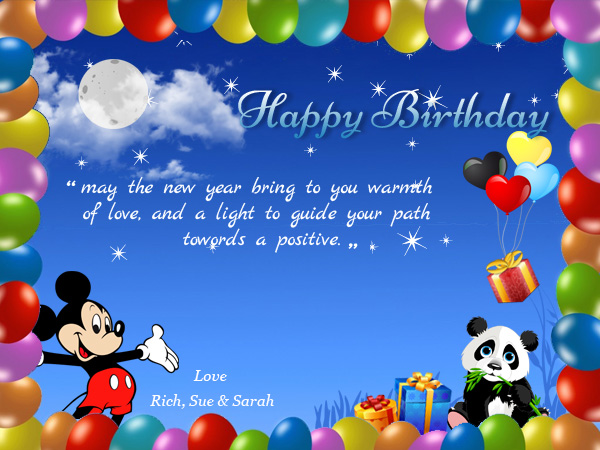 Happy Birthday
“ may the new year bring to you warmth
of love, and a light to guide your path
towards a positive. „
Love
Rich, Sue & Sarah